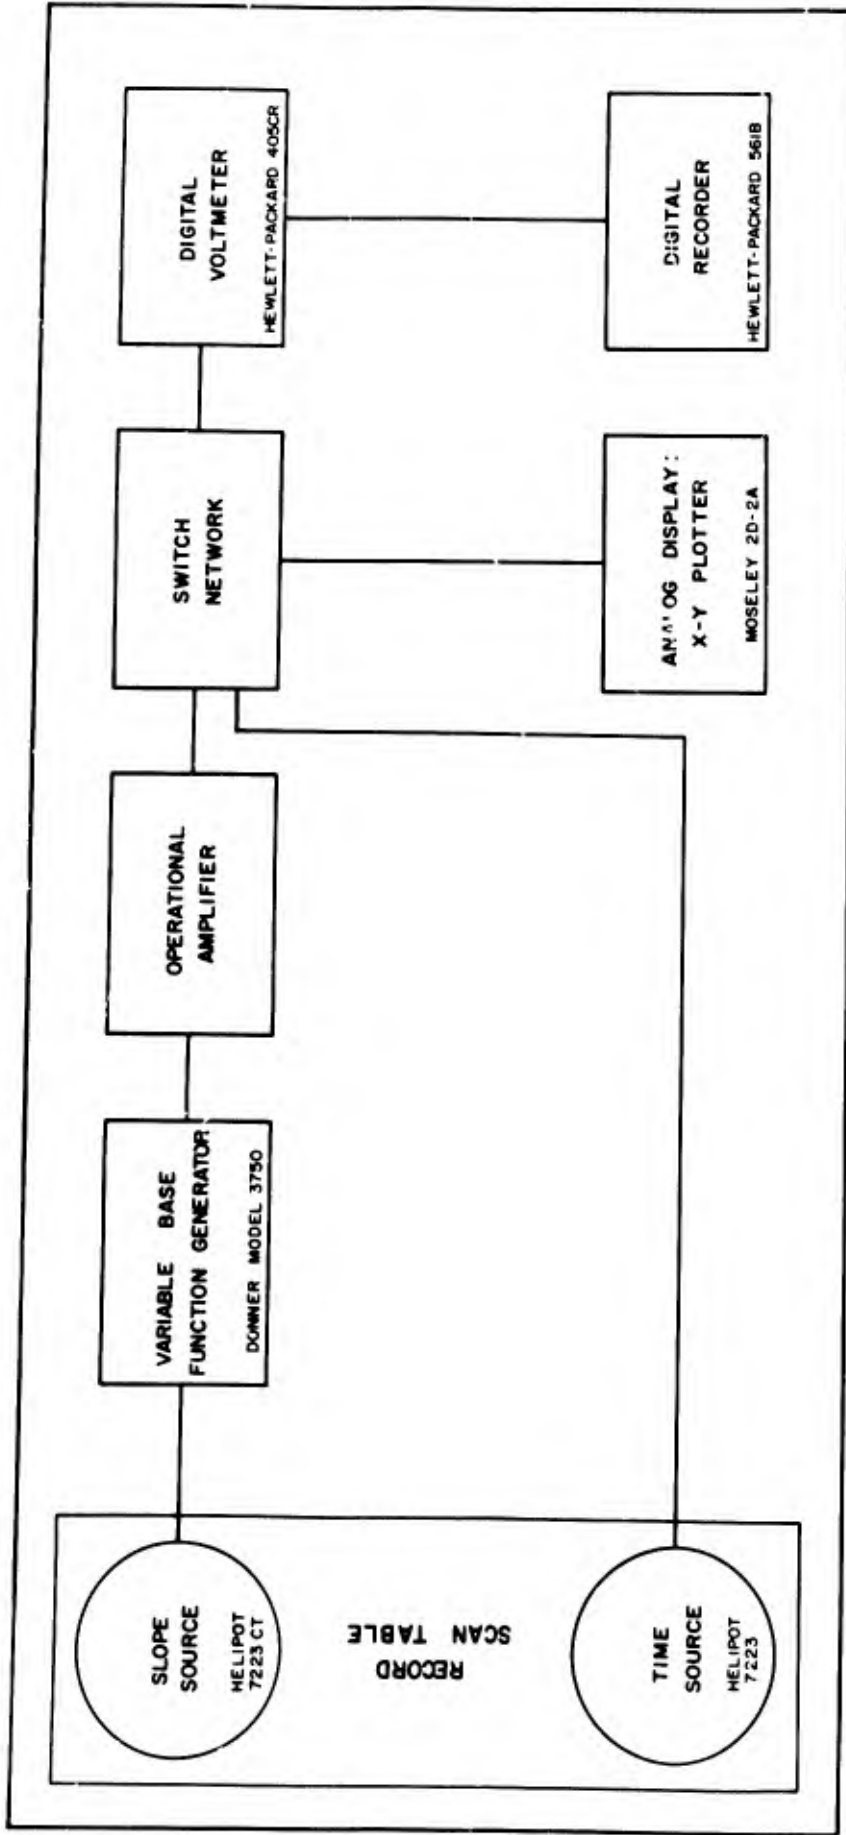 SLOPE
SOURCE
HELIPOT
7223 CT
VARIABLE BASE
FUNCTION GENERATOR
DONNER MODEL 3750
OPERATIONAL
AMPLIFIER
SWITCH
NETWORK
DIGITAL
VOLTMETER
HEWLETT-PACKARD 405CR
RECORD
SCAN TABLE
TIME
SOURCE
HELIPOT
7223
DISPLAY:
X-Y PLOTTER
MOSELEY 2D-2A
DIGITAL
RECORDER
HEWLETT-PACKARD 561B